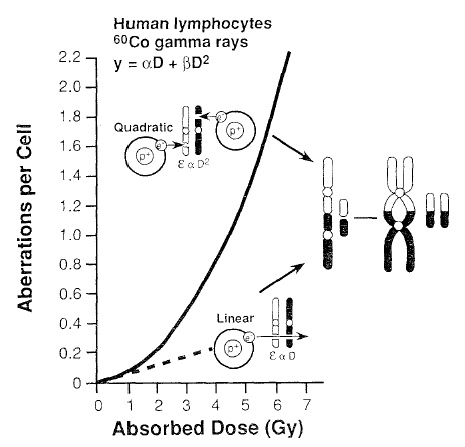 Human lymphocytes
⁶⁰Co gamma rays
y = αD + βD²
Aberrations per Cell
2.2
2.0
1.8
1.6
1.4
1.2
1.0
0.8
0.6
0.4
0.2
0
Quadratic
p⁺
e⁻
p⁺
e⁻
ε α D²
Linear
p⁺
e⁻
ε α D
0 1 2 3 4 5 6 7
Absorbed Dose (Gy)